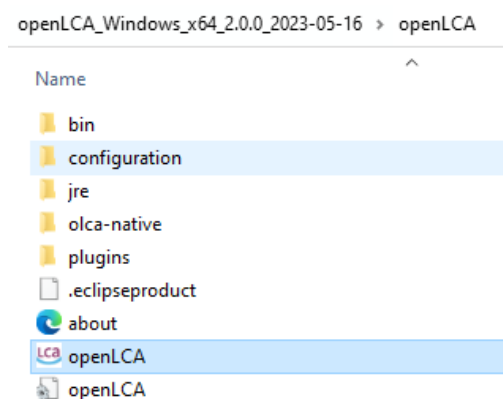 openLCA_Windows_x64_2.0.0_2023-05-16 > openLCA
Name
bin
configuration
jre
olca-native
plugins
.eclipseproduct
about
LCA openLCA
openLCA